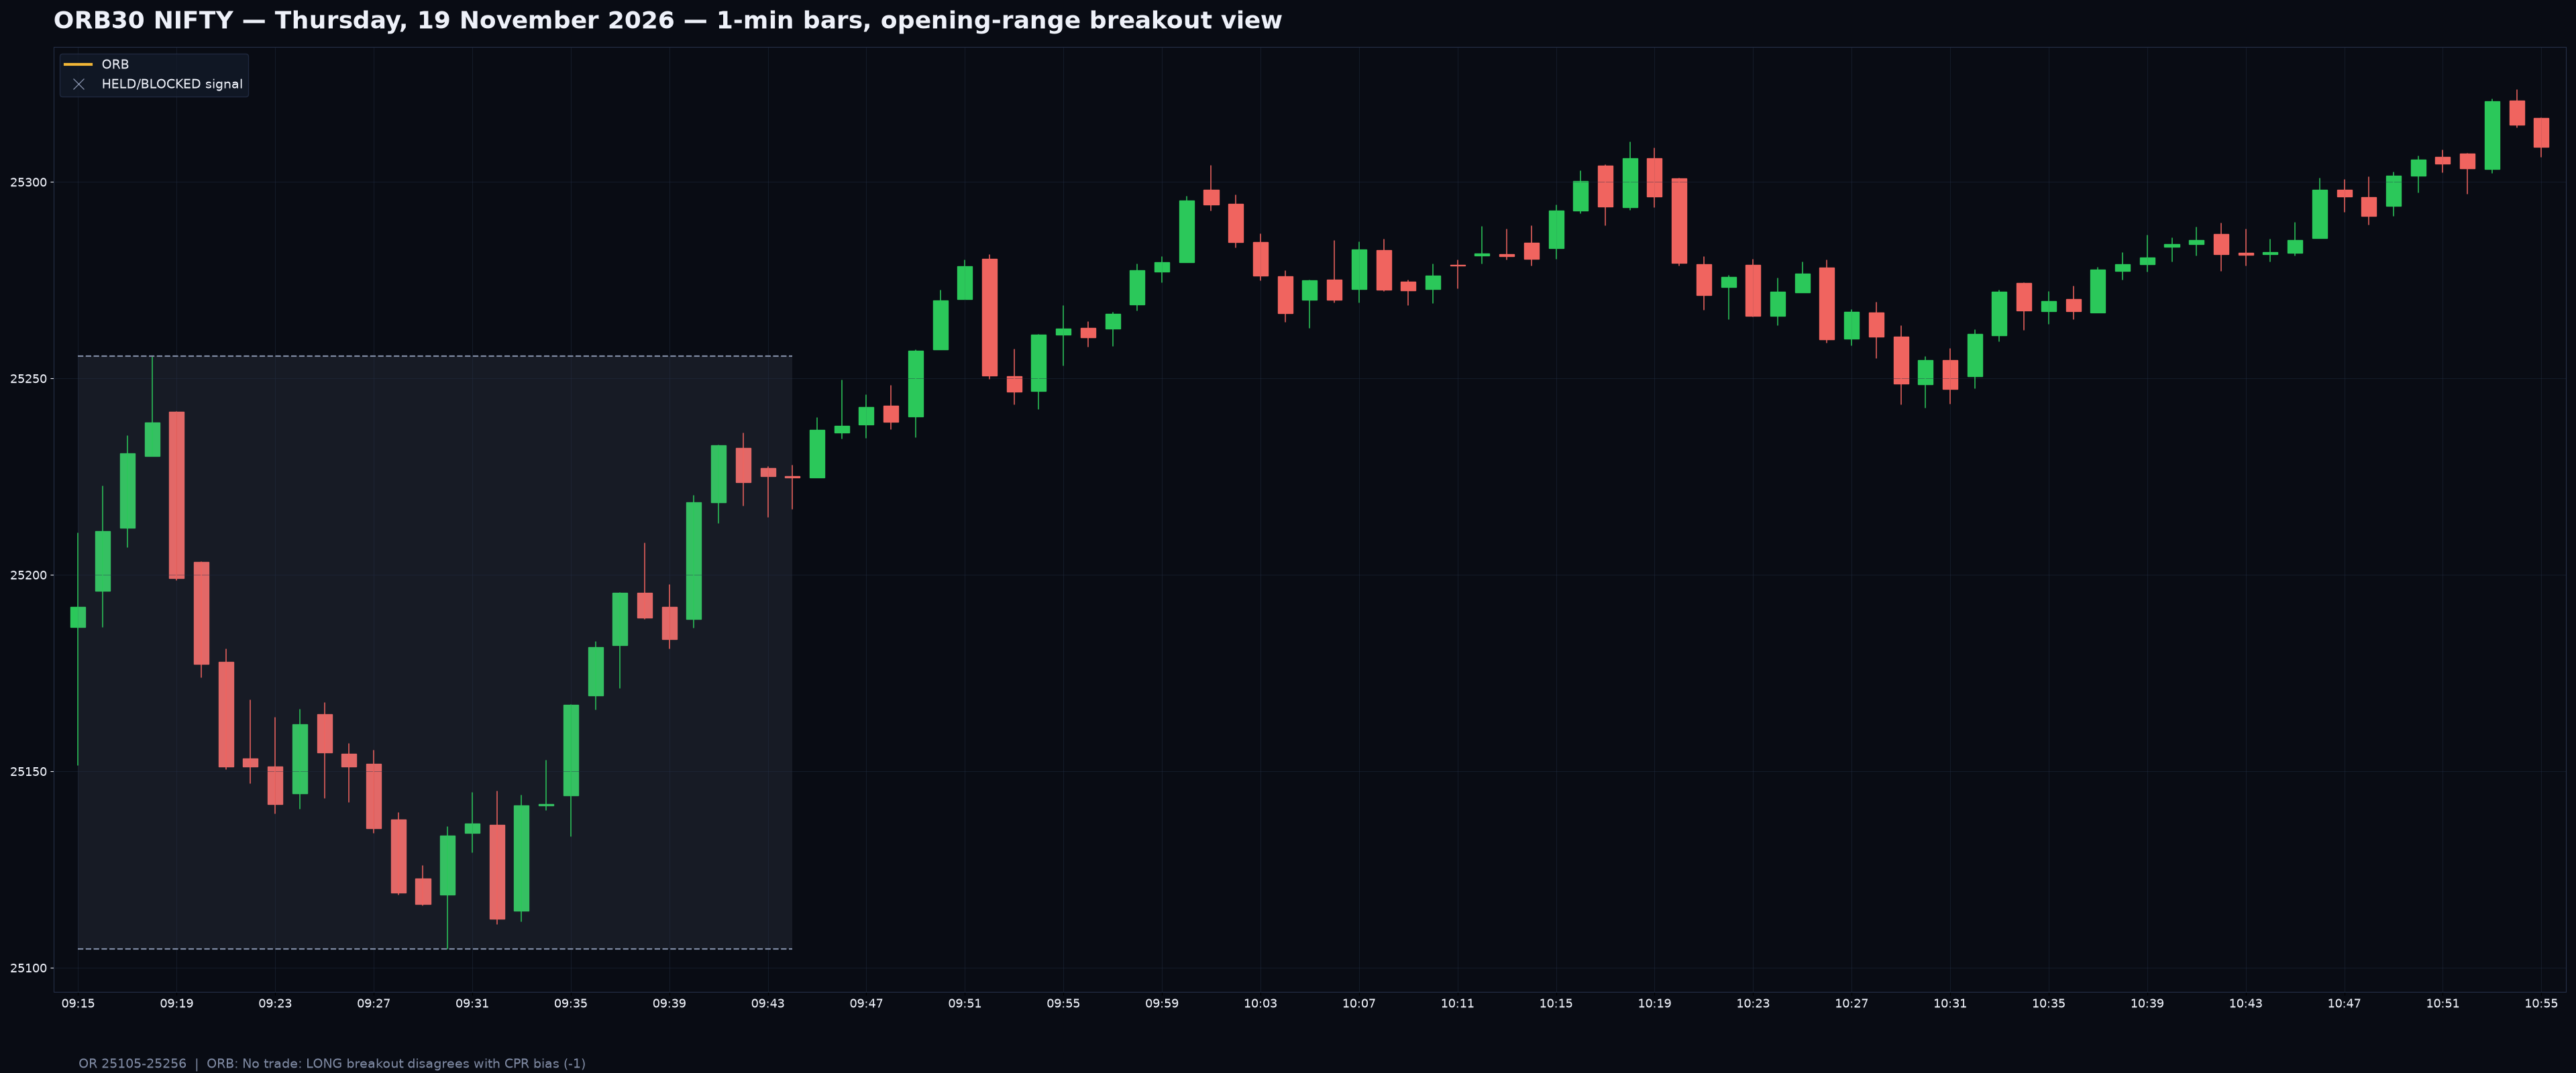 ORB30 NIFTY — Thursday, 19 November 2026 — 1-min bars, opening-range breakout view
ORB
HELD/BLOCKED signal
25300
25250
25200
25150
25100
09:15 09:19 09:23 09:27 09:31 09:35 09:39 09:43 09:47 09:51 09:55 09:59 10:03 10:07 10:11 10:15 10:19 10:23 10:27 10:31 10:35 10:39 10:43 10:47 10:51 10:55
OR 25105-25256 | ORB: No trade: LONG breakout disagrees with CPR bias (-1)